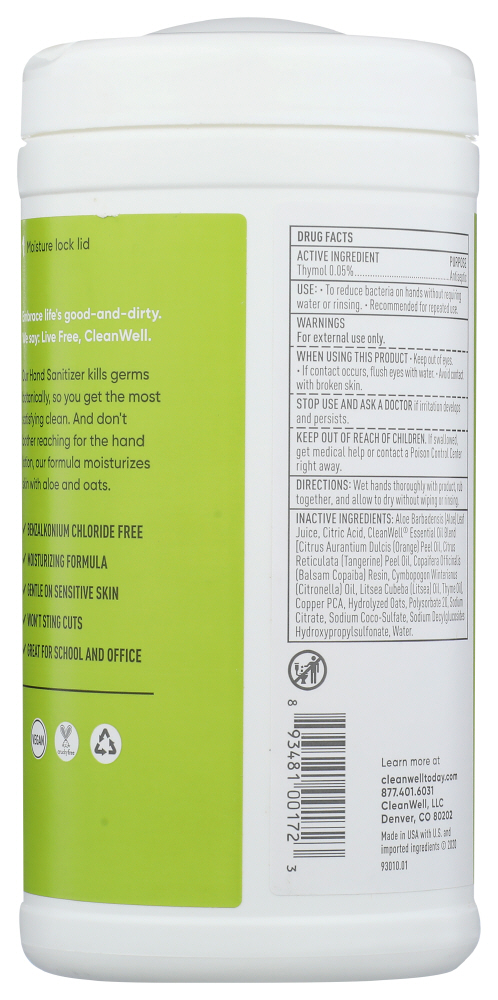 Moisture lock lid
Embrace life's good-and-dirty.
We say: Live Free, CleanWell.
Our Hand Sanitizer kills germs
botanically, so you get the most
satisfying clean. And don't
bother reaching for the hand
lotion, our formula moisturizes
skin with aloe and oats.
✓ BENZALKONIUM CHLORIDE FREE
✓ MOISTURIZING FORMULA
✓ GENTLE ON SENSITIVE SKIN
✓ WON'T STING CUTS
✓ GREAT FOR SCHOOL AND OFFICE
VEGAN
crueltyfree
DRUG FACTS
ACTIVE INGREDIENT PURPOSE
Thymol 0.05%..........................Antiseptic
USE: • To reduce bacteria on hands without requiring
water or rinsing. • Recommended for repeated use.
WARNINGS
For external use only.
WHEN USING THIS PRODUCT • Keep out of eyes.
• If contact occurs, flush eyes with water. • Avoid contact
with broken skin.
STOP USE AND ASK A DOCTOR if irritation develops
and persists.
KEEP OUT OF REACH OF CHILDREN. If swallowed,
get medical help or contact a Poison Control Center
right away.
DIRECTIONS: Wet hands thoroughly with product, rub
together, and allow to dry without wiping or rinsing.
INACTIVE INGREDIENTS: Aloe Barbadensis (Aloe) Leaf
Juice, Citric Acid, CleanWell® Essential Oil Blend
[Citrus Aurantium Dulcis (Orange) Peel Oil, Citrus
Reticulata (Tangerine) Peel Oil, Copaifera Officinalis
(Balsam Copaiba) Resin, Cymbopogon Winterianus
(Citronella) Oil, Litsea Cubeba (Litsea) Oil, Thyme Oil],
Copper PCA, Hydrolyzed Oats, Polysorbate 20, Sodium
Citrate, Sodium Coco-Sulfate, Sodium Decylglucosides
Hydroxypropylsulfonate, Water.
8 93481 00172 3
Learn more at
cleanwelltoday.com
877.401.6031
CleanWell, LLC
Denver, CO 80202
Made in USA with U.S. and
imported ingredients © 2020
93010.01